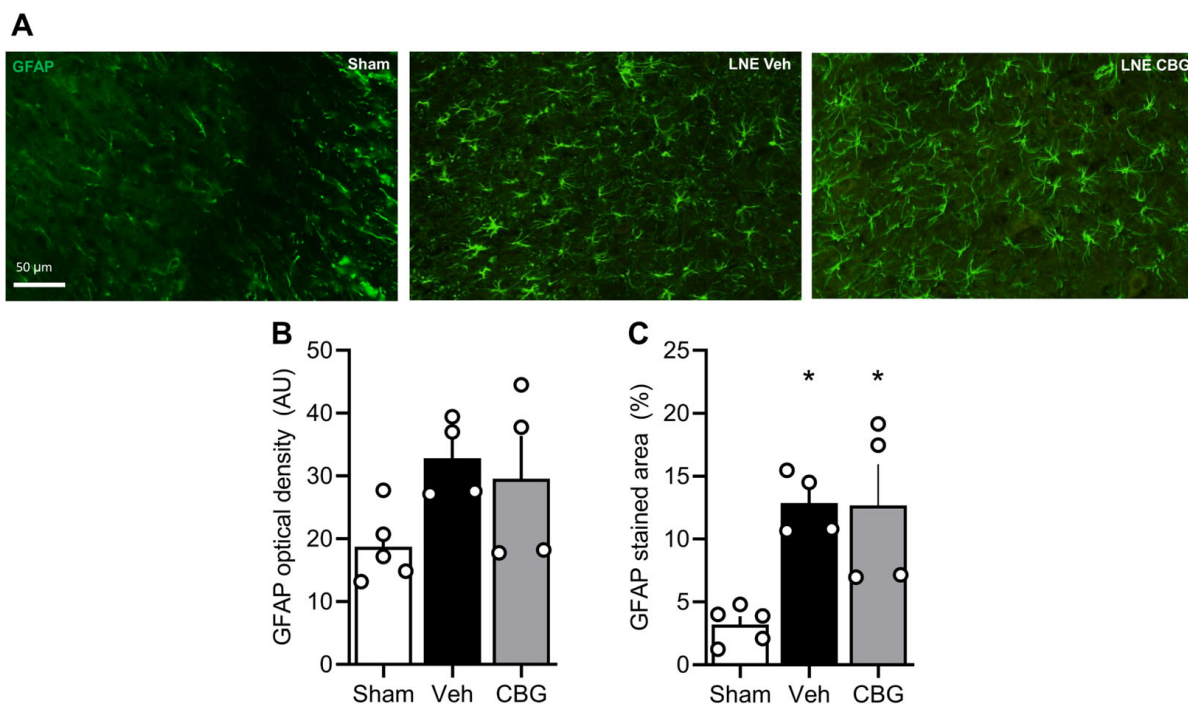 A
GFAP
Sham
LNE Veh
LNE CBG
50 µm
B
GFAP optical density (AU)
50
40
30
20
10
0
Sham Veh CBG
C
GFAP stained area (%)
25
20
15
10
5
0
* *
Sham Veh CBG